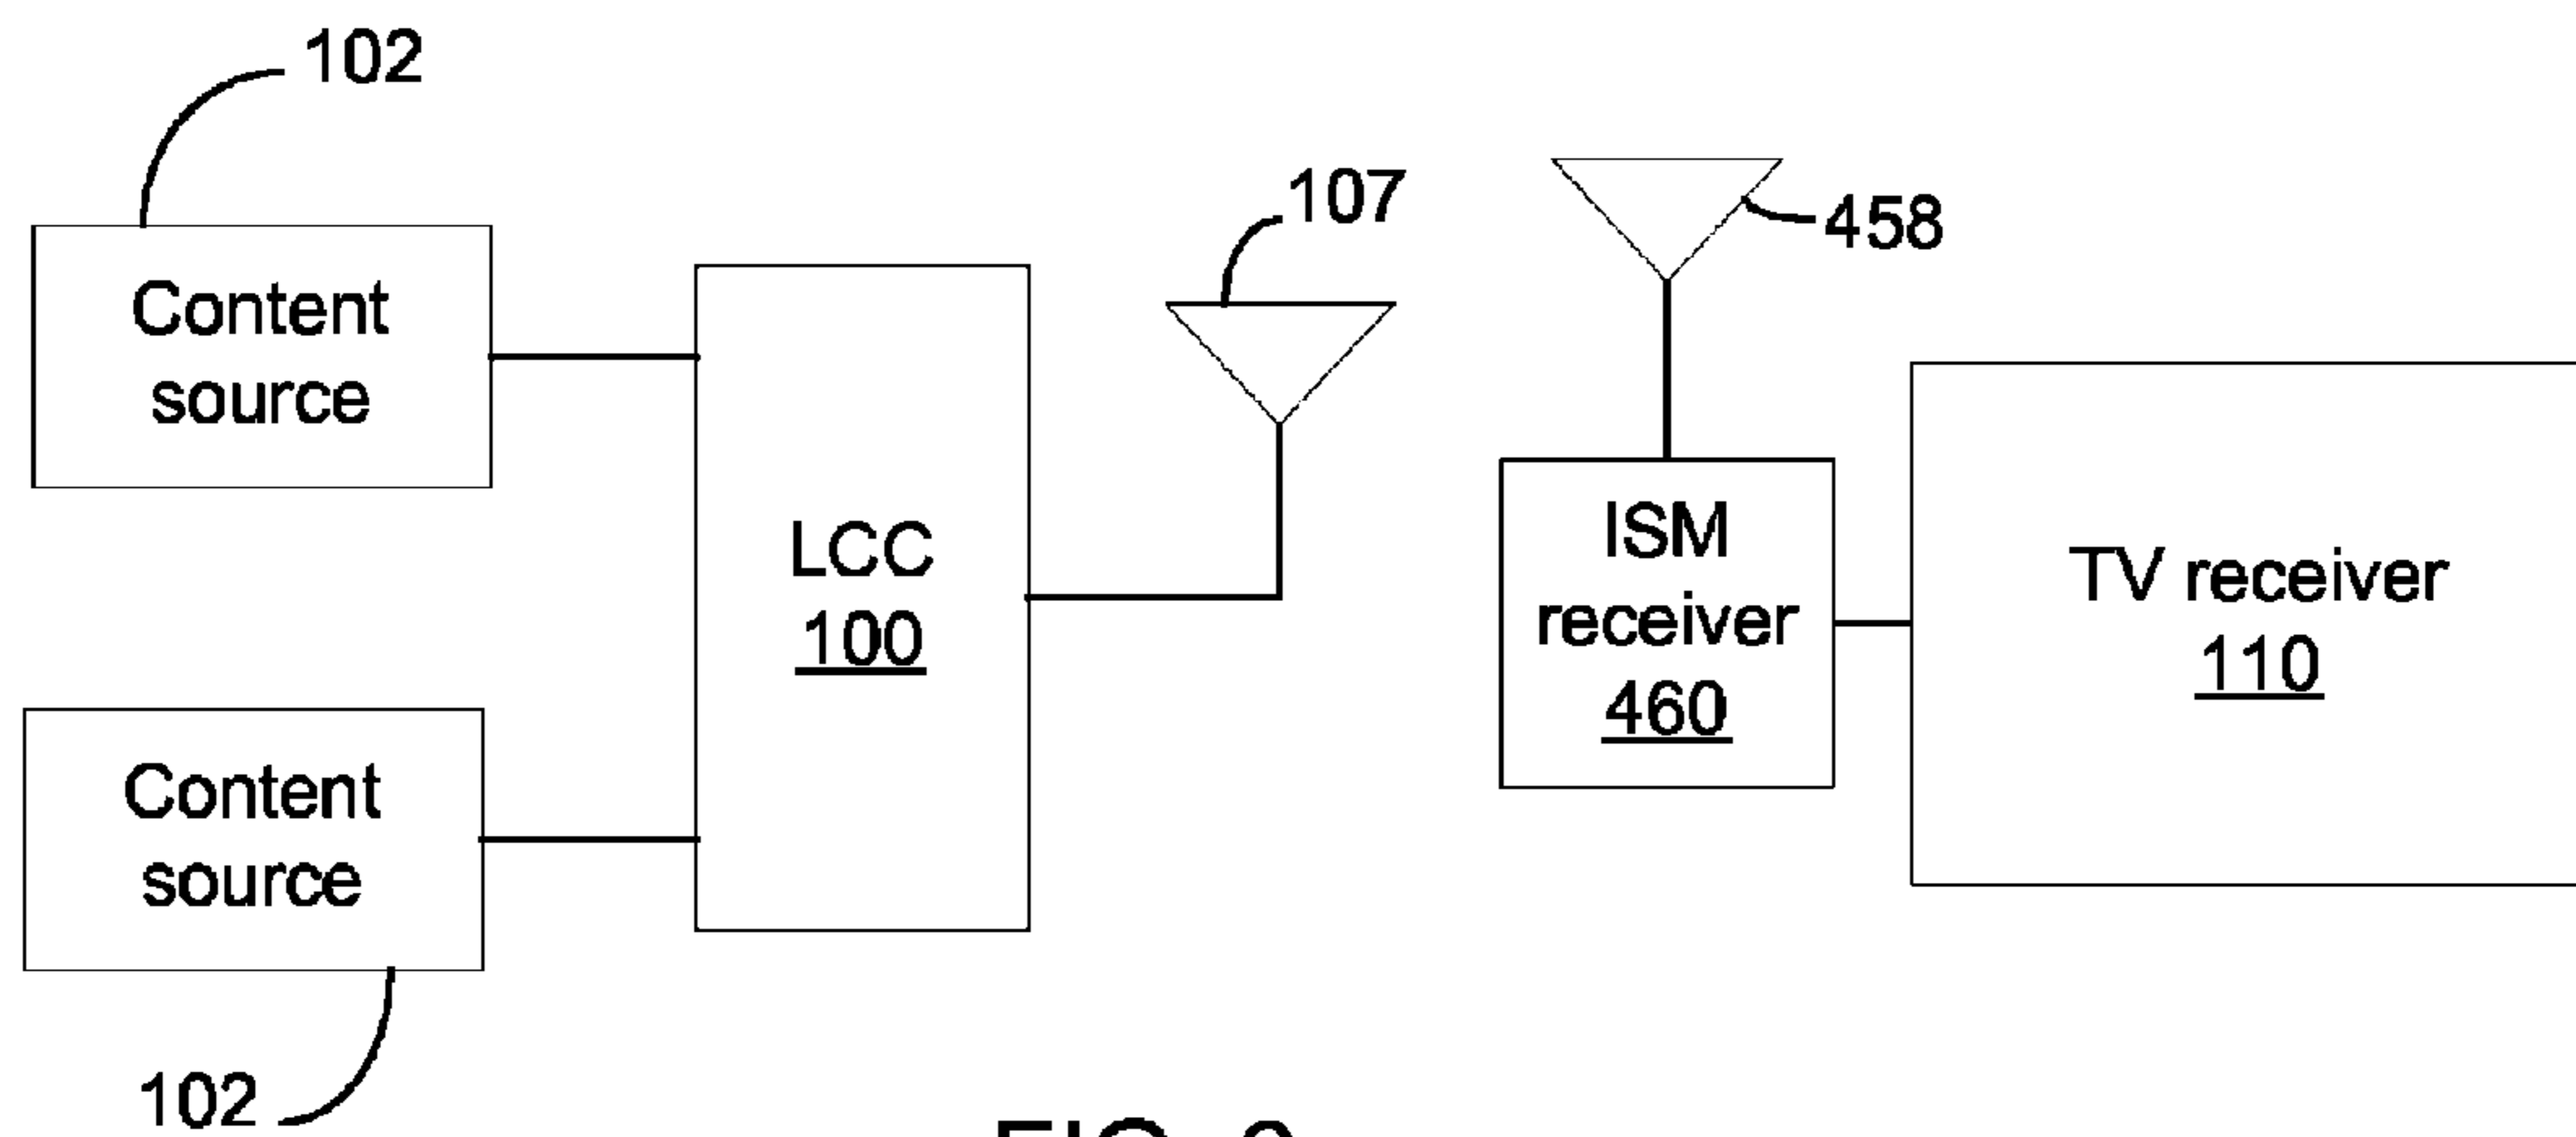 102
107
458
Content
source
LCC
100
ISM
receiver
460
TV receiver
110
Content
source
102